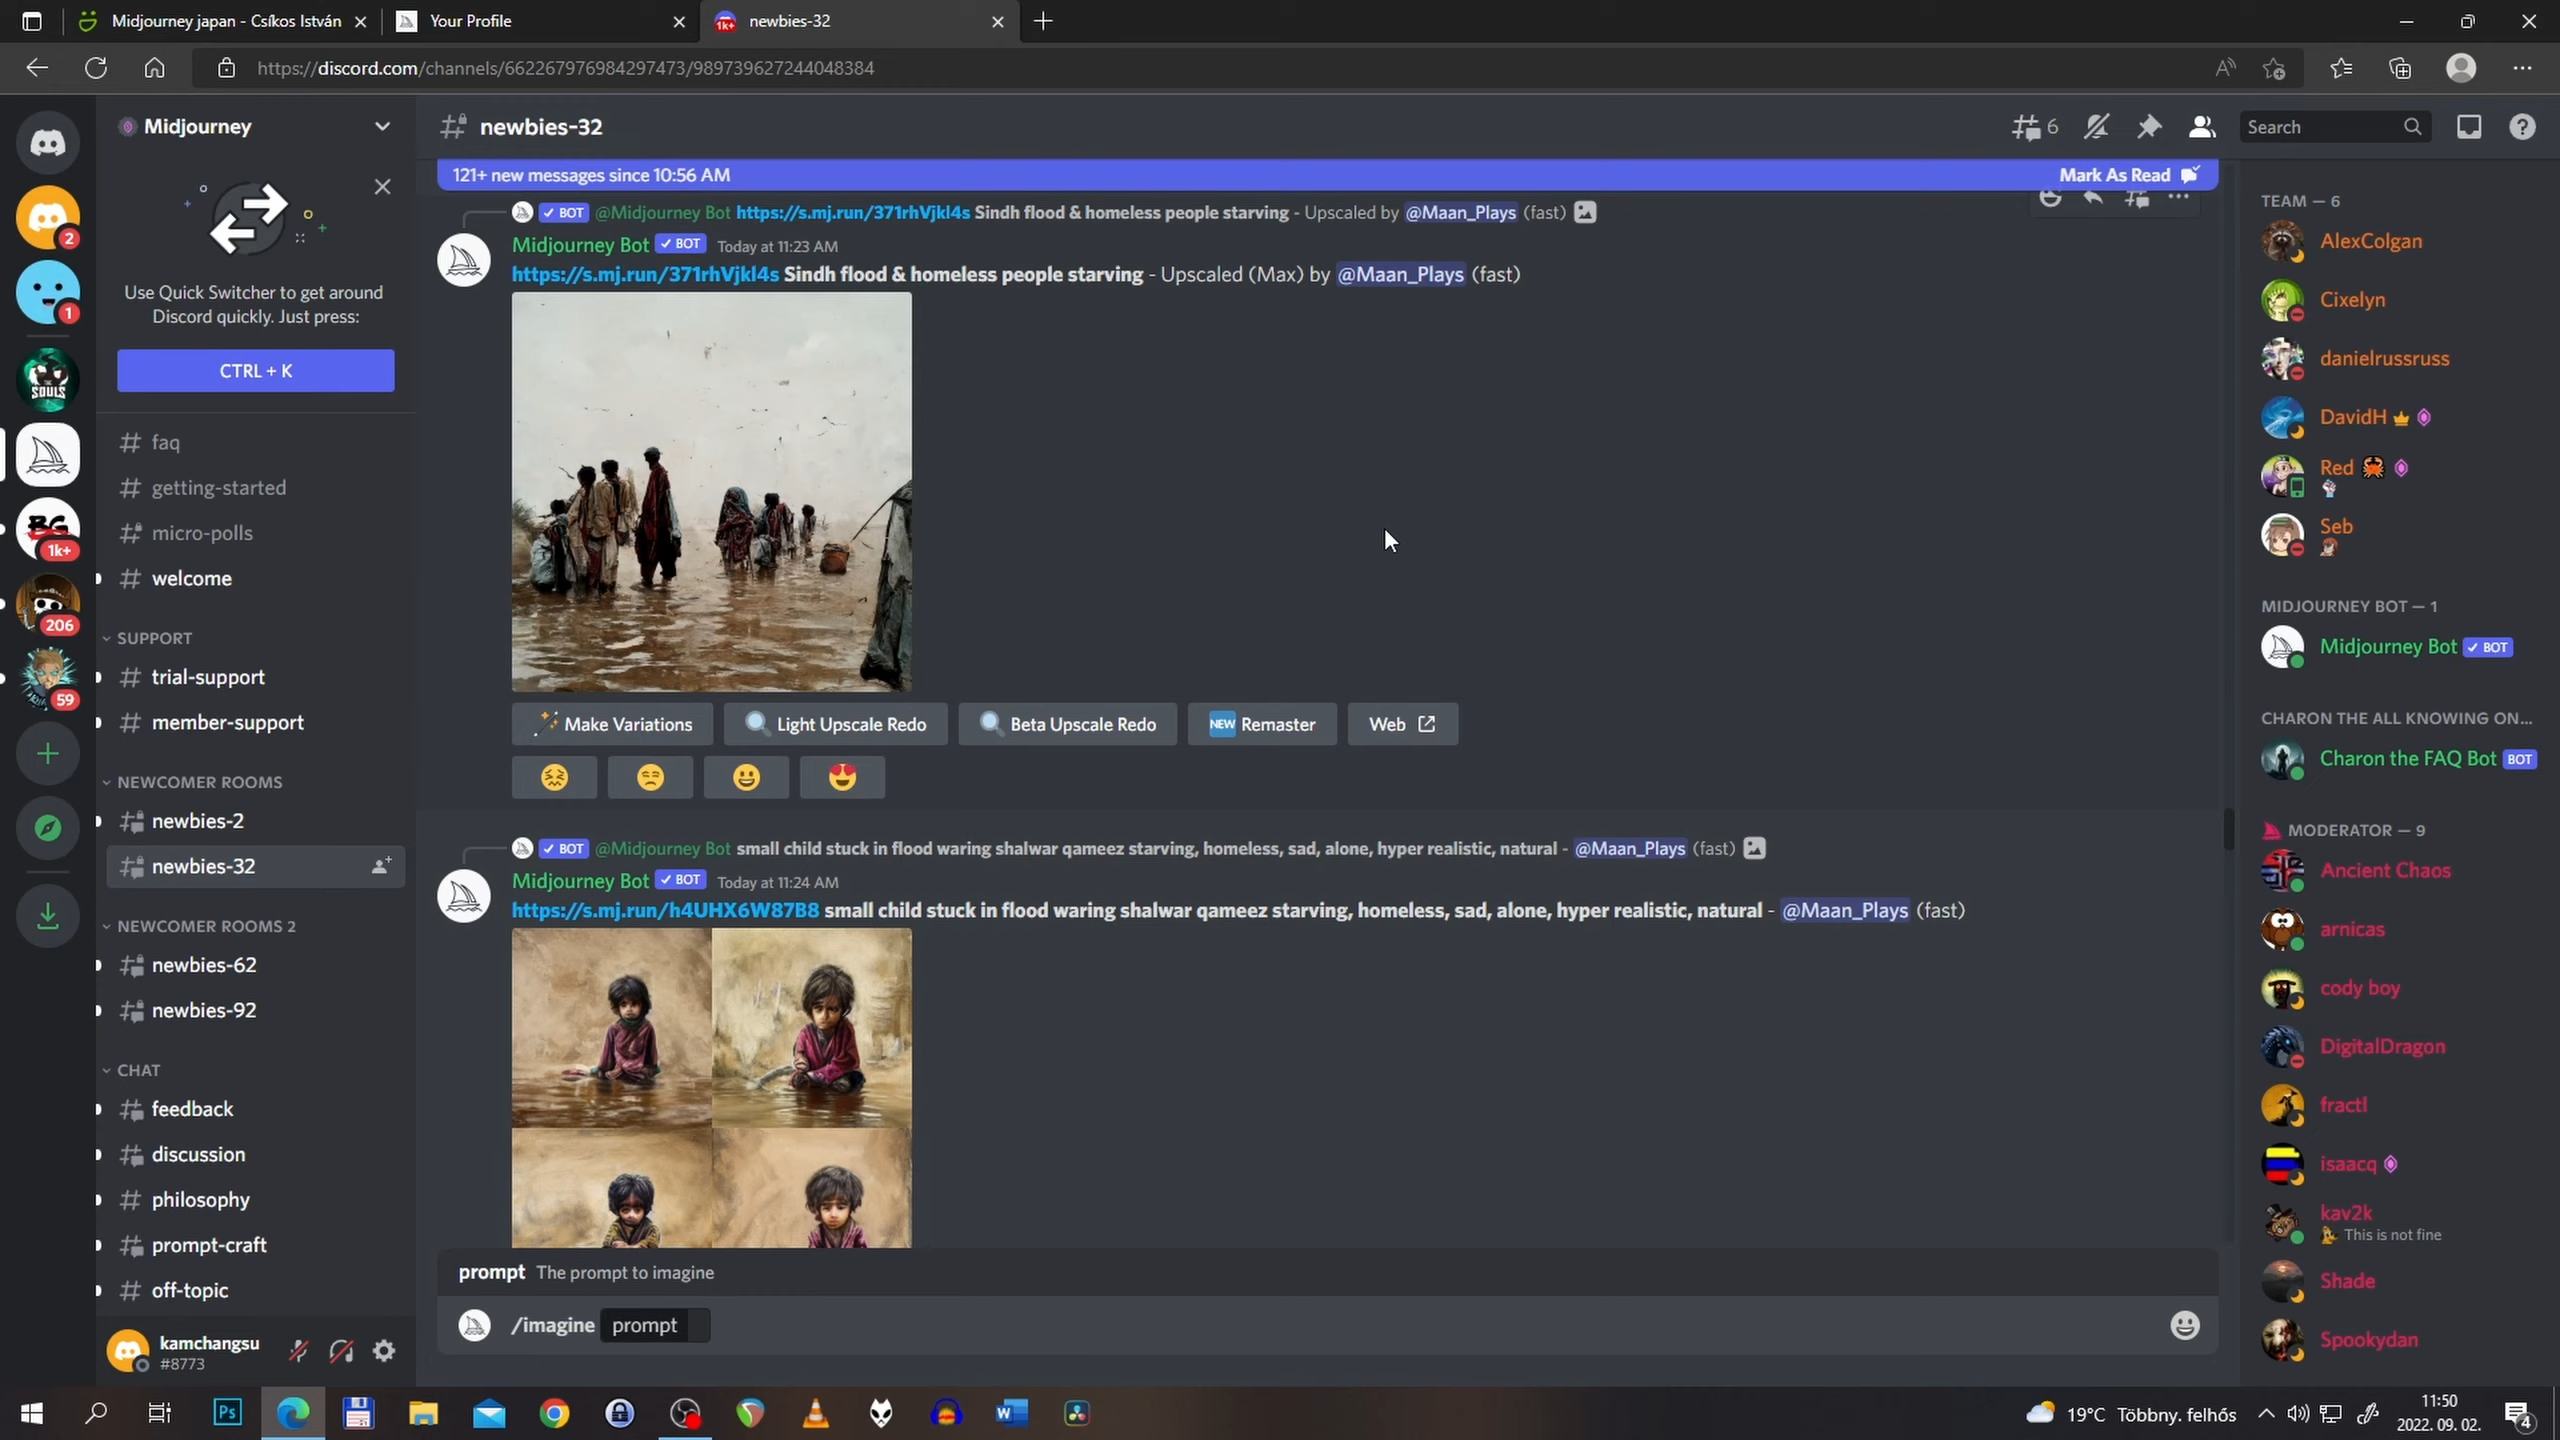 Midjourney japan - Csíkos István
Your Profile
1k+
newbies-32
https://discord.com/channels/662267976984297473/989739627244048384
2
1
THE SOULS
BG
1k+
206
59
Midjourney
Use Quick Switcher to get around
Discord quickly. Just press:
CTRL + K
# faq
# getting-started
# micro-polls
# welcome
SUPPORT
# trial-support
# member-support
NEWCOMER ROOMS
newbies-2
newbies-32
NEWCOMER ROOMS 2
newbies-62
newbies-92
CHAT
feedback
discussion
# philosophy
prompt-craft
# off-topic
kamchangsu
#8773
newbies-32
6
Search
121+ new messages since 10:56 AM
Mark As Read
BOT @Midjourney Bot https://s.mj.run/371rhVjkl4s Sindh flood & homeless people starving - Upscaled by @Maan_Plays (fast)
Midjourney Bot BOT Today at 11:23 AM
https://s.mj.run/371rhVjkl4s Sindh flood & homeless people starving - Upscaled (Max) by @Maan_Plays (fast)
Make Variations
Light Upscale Redo
Beta Upscale Redo
NEW Remaster
Web
BOT @Midjourney Bot small child stuck in flood waring shalwar qameez starving, homeless, sad, alone, hyper realistic, natural - @Maan_Plays (fast)
Midjourney Bot BOT Today at 11:24 AM
https://s.mj.run/h4UHX6W87B8 small child stuck in flood waring shalwar qameez starving, homeless, sad, alone, hyper realistic, natural - @Maan_Plays (fast)
prompt The prompt to imagine
/imagine prompt
TEAM — 6
AlexColgan
Cixelyn
danielrussruss
DavidH
Red
Seb
MIDJOURNEY BOT — 1
Midjourney Bot BOT
CHARON THE ALL KNOWING ON...
Charon the FAQ Bot BOT
MODERATOR — 9
Ancient Chaos
arnicas
cody boy
DigitalDragon
fractl
isaacq
kav2k
This is not fine
Shade
Spookydan
Ps
W
19°C Többny. felhős
11:50
2022. 09. 02.
4